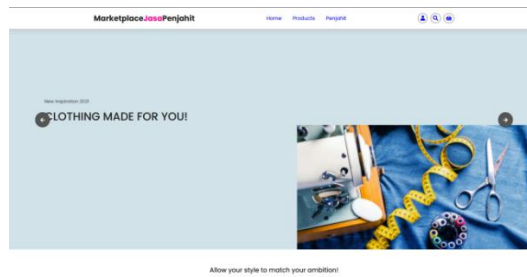 MarketplaceJasaPenjahit
Home Products Penjahit
New Inspiration 2021
CLOTHING MADE FOR YOU!
Allow your style to match your ambition!